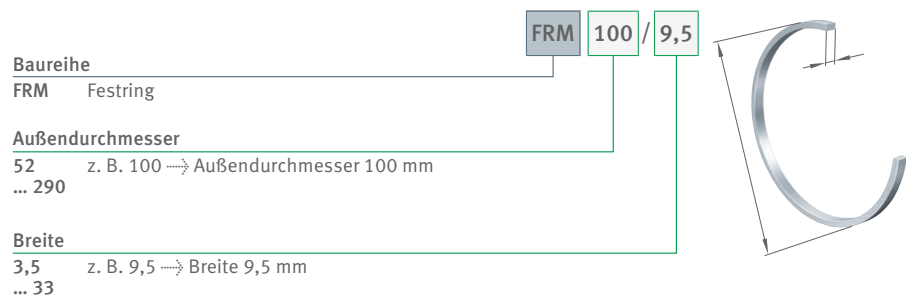 FRM 100 / 9,5
Baureihe
FRM Festring
Außendurchmesser
52 z. B. 100 ┈> Außendurchmesser 100 mm
... 290
Breite
3,5 z. B. 9,5 ┈> Breite 9,5 mm
... 33